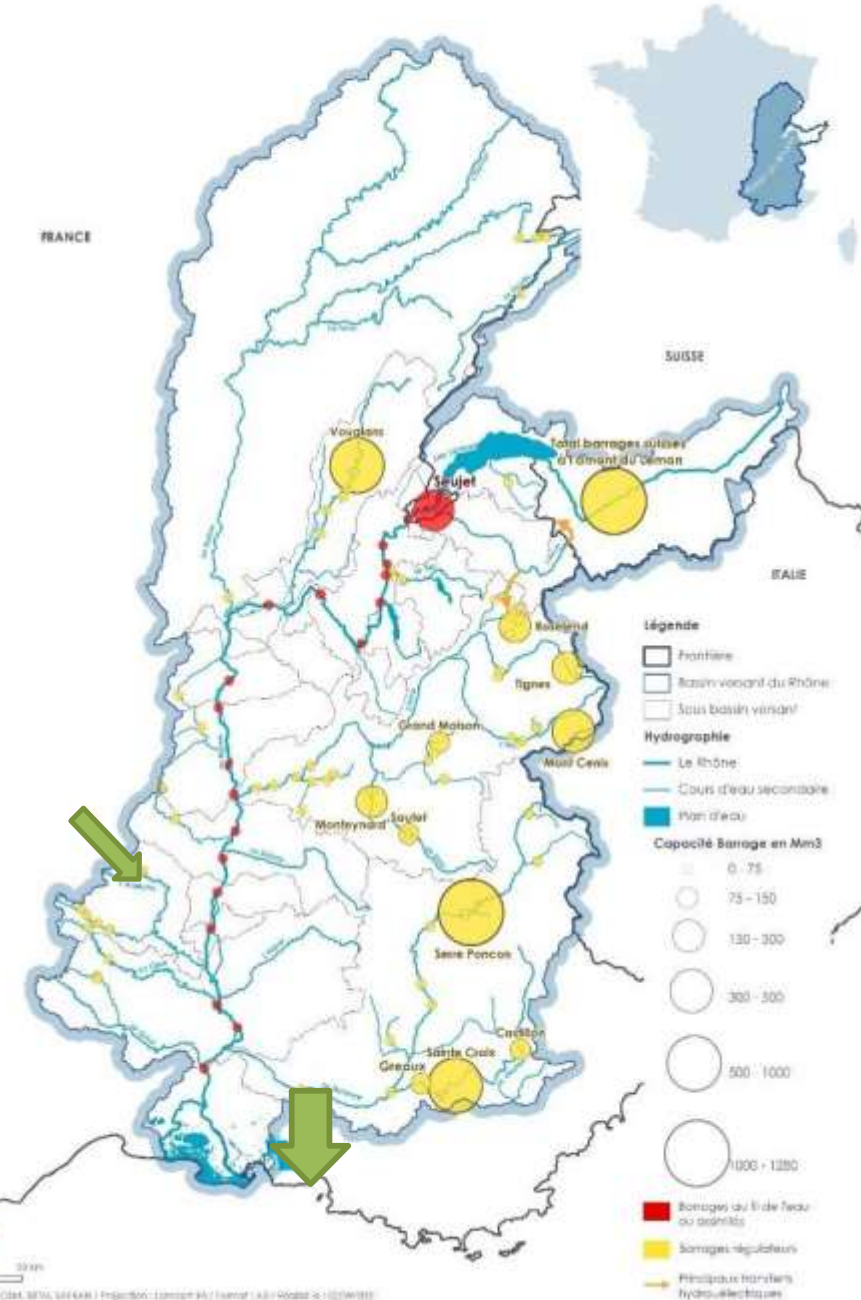 FRANCE
SUISSE
Vouglans
Total barrages suisses
à l'amont du Léman
Seujet
ITALIE
Roselend
Tignes
Grand Maison
Mont Cenis
Monteynard
Sautet
Serre Poncon
Castillon
Sainte Croix
Gréoux
Légende
Frontière
Bassin versant du Rhône
Sous bassin versant
Hydrographie
Le Rhône
Cours d'eau secondaire
Plan d'eau
Capacité Barrage en Mm3
0 - 75
75 - 150
150 - 300
300 - 500
500 - 1000
1000 - 1280
Barrages au fil de l'eau
ou assimilés
Barrages régulateurs
Principaux transferts
hydroélectriques